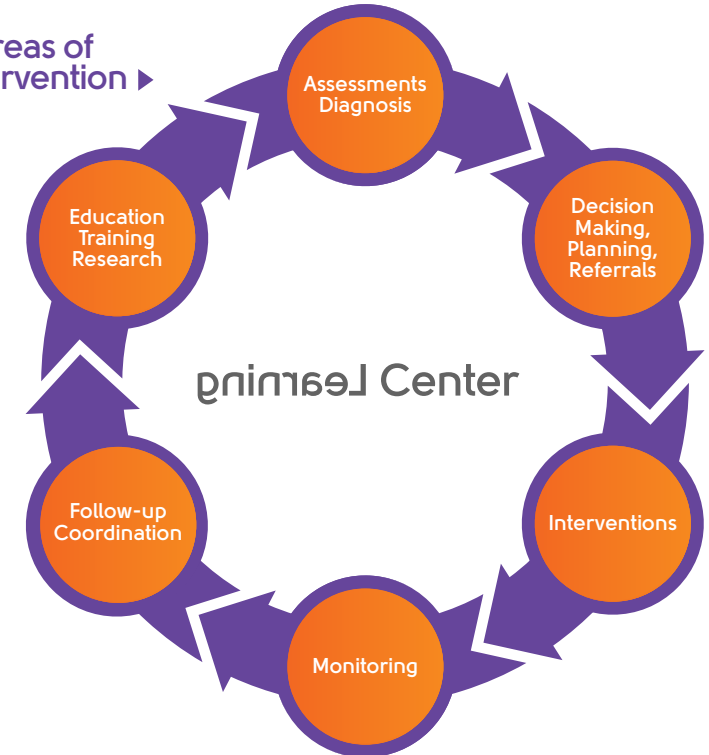 reas of
rvention ▶
Assessments
Diagnosis
Decision
Making,
Planning,
Referrals
Interventions
Monitoring
Follow-up
Coordination
Education
Training
Research
Learning Center